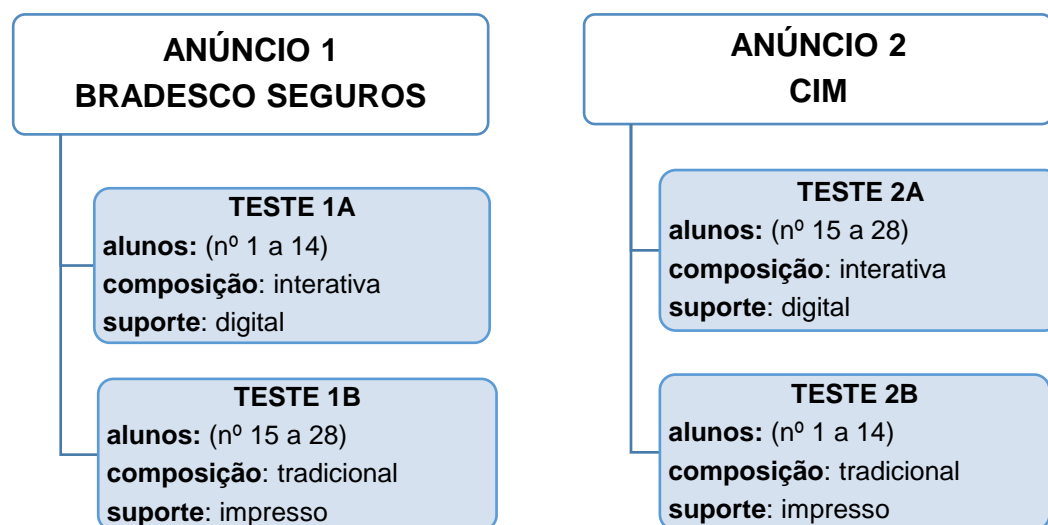 ANÚNCIO 1
BRADESCO SEGUROS
TESTE 1A
alunos: (nº 1 a 14)
composição: interativa
suporte: digital
TESTE 1B
alunos: (nº 15 a 28)
composição: tradicional
suporte: impresso
ANÚNCIO 2
CIM
TESTE 2A
alunos: (nº 15 a 28)
composição: interativa
suporte: digital
TESTE 2B
alunos: (nº 1 a 14)
composição: tradicional
suporte: impresso